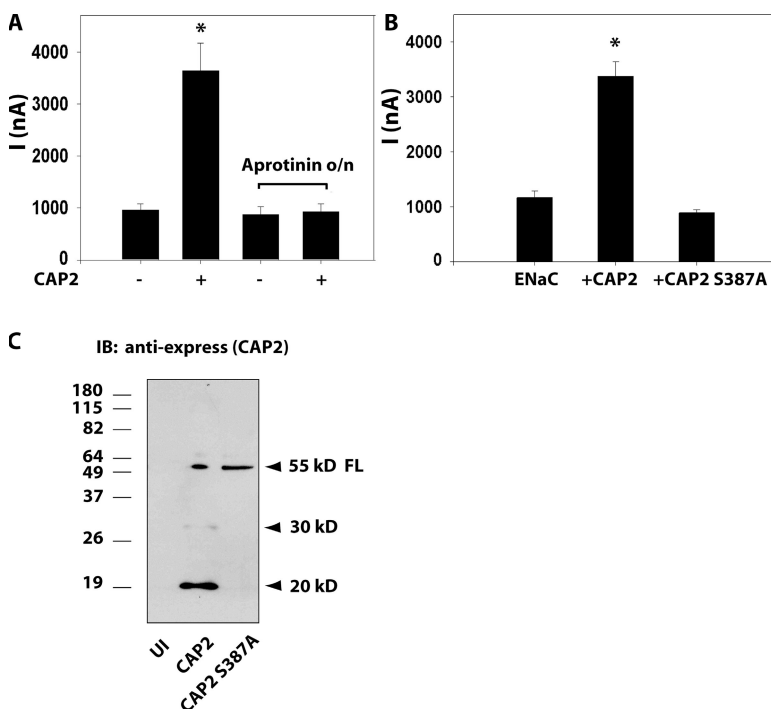 A
I (nA)
4000
3000
2000
1000
0
*
Aprotinin o/n
CAP2 - + - +
B
I (nA)
4000
3000
2000
1000
0
*
ENaC +CAP2 +CAP2 S387A
C
IB: anti-express (CAP2)
180
115
82
64
49
37
26
19
55 kD FL
30 kD
20 kD
UI
CAP2
CAP2 S387A